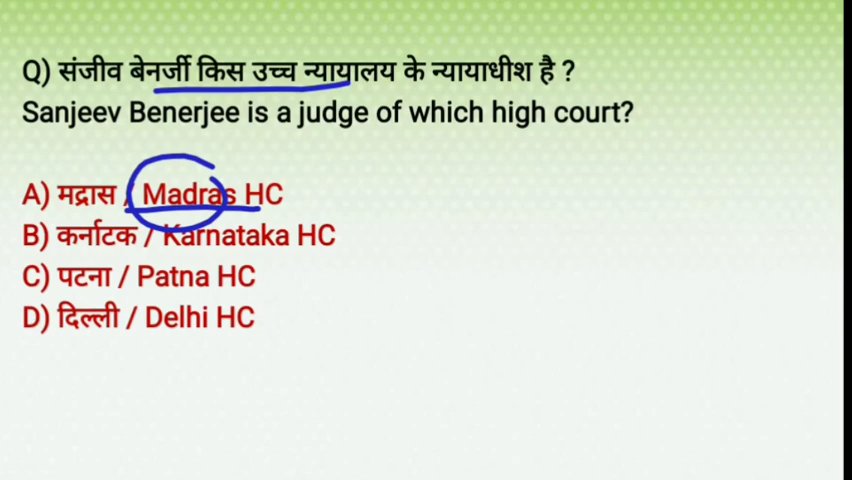 Q) संजीव बेनर्जी किस उच्च न्यायालय के न्यायाधीश है ?
Sanjeev Benerjee is a judge of which high court?
A) मद्रास / Madras HC
B) कर्नाटक / Karnataka HC
C) पटना / Patna HC
D) दिल्ली / Delhi HC